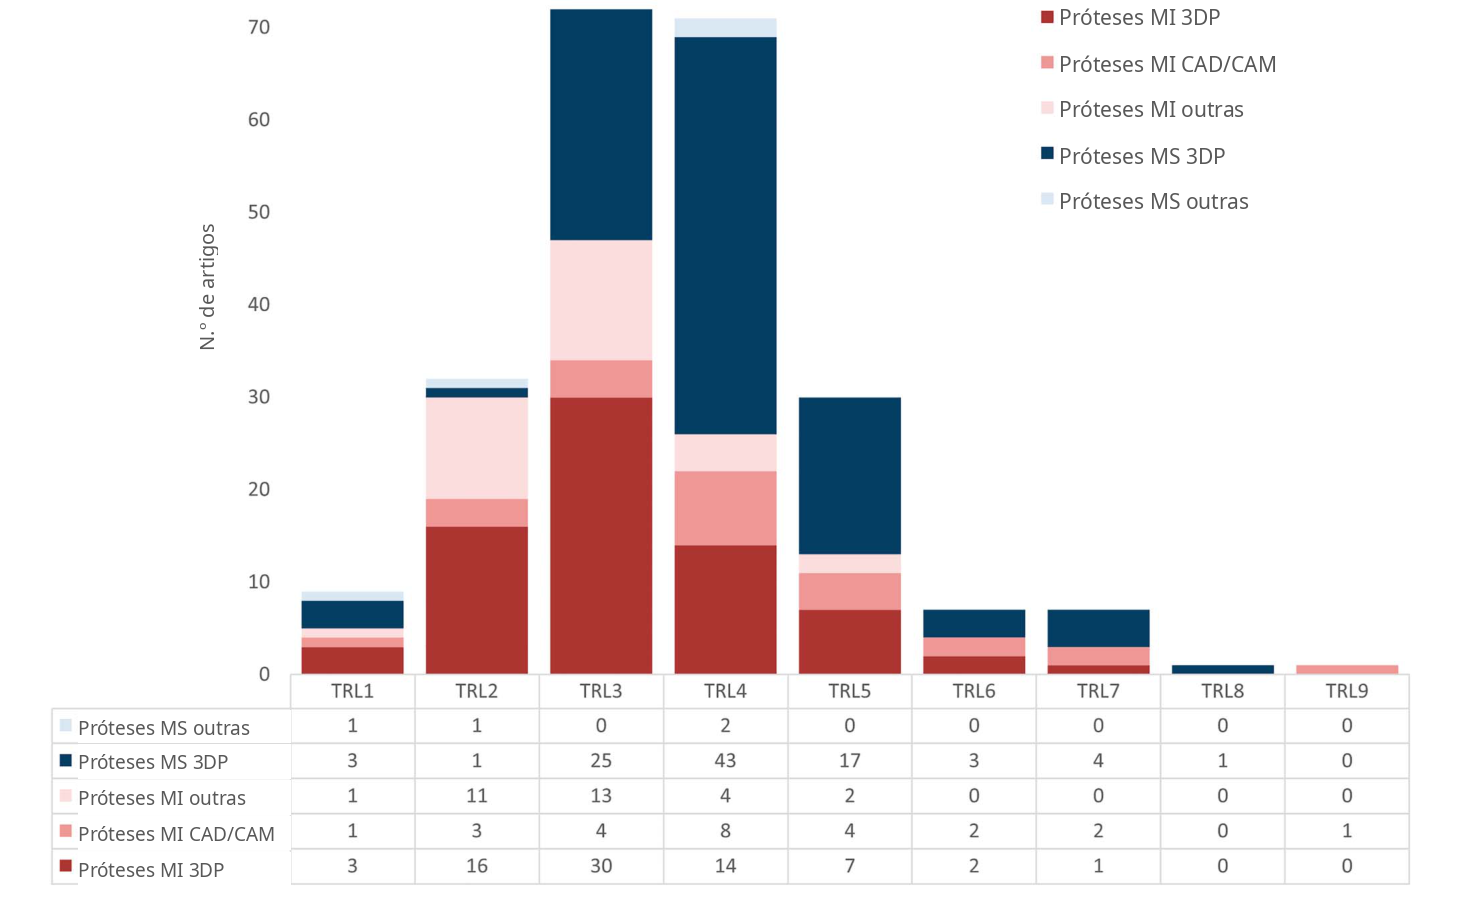 70
60
50
40
30
20
10
0
N.º de artigos
Próteses MI 3DP
Próteses MI CAD/CAM
Próteses MI outras
Próteses MS 3DP
Próteses MS outras
TRL1 TRL2 TRL3 TRL4 TRL5 TRL6 TRL7 TRL8 TRL9
Próteses MS outras 1 1 0 2 0 0 0 0 0
Próteses MS 3DP 3 1 25 43 17 3 4 1 0
Próteses MI outras 1 11 13 4 2 0 0 0 0
Próteses MI CAD/CAM 1 3 4 8 4 2 2 0 1
Próteses MI 3DP 3 16 30 14 7 2 1 0 0